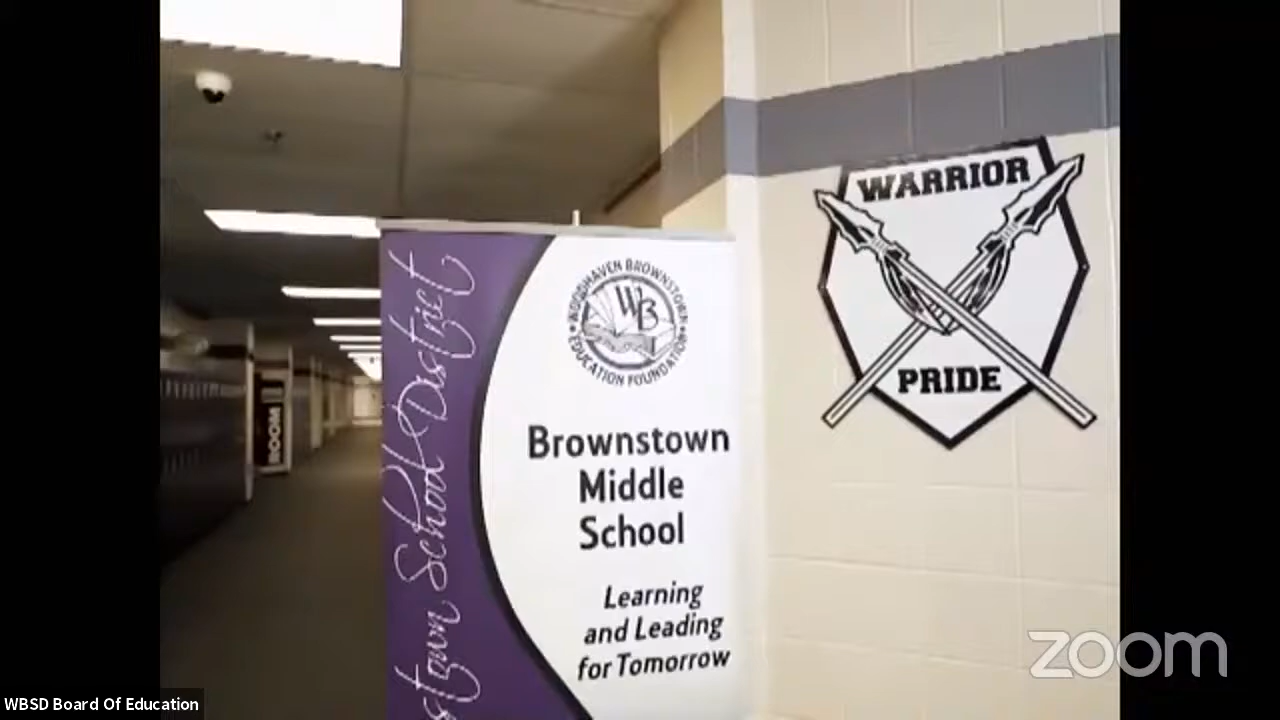 WARRIOR
PRIDE
WOODHAVEN BROWNSTOWN
WB
EDUCATION FOUNDATION
Brownstown
Middle
School
Learning
and Leading
for Tomorrow
stown School District
ROOM
zoom
WBSD Board Of Education